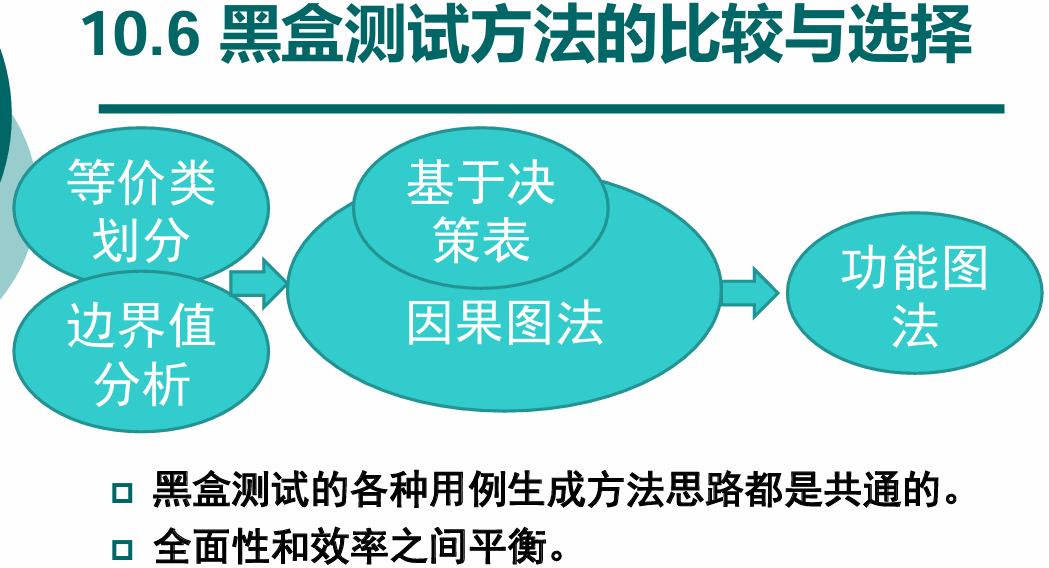 10.6 黑盒测试方法的比较与选择
等价类
划分
边界值
分析
基于决
策表
因果图法
功能图
法
黑盒测试的各种用例生成方法思路都是共通的。
全面性和效率之间平衡。